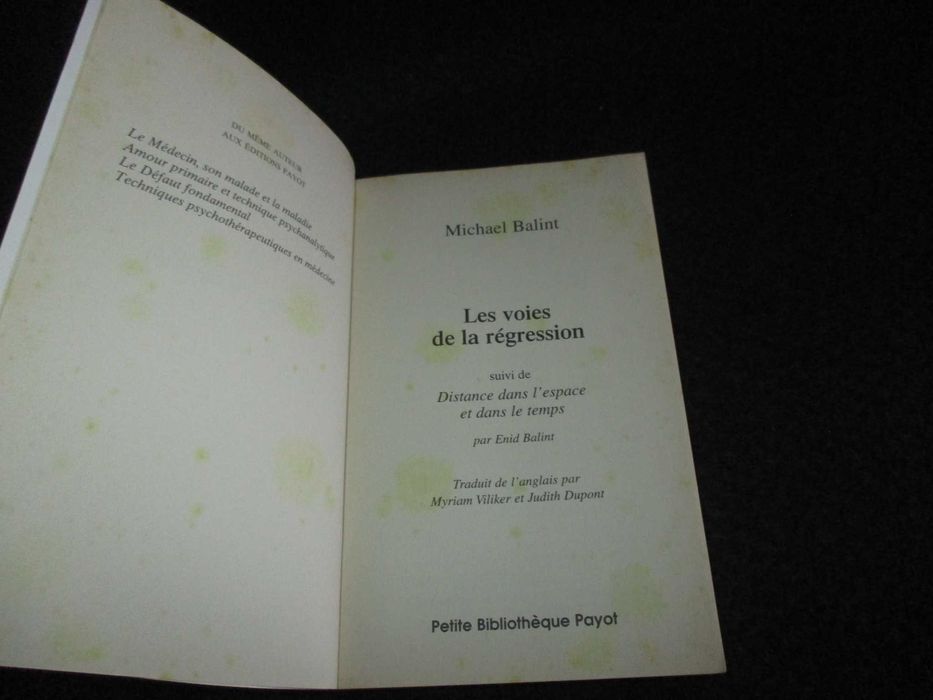 DU MÊME AUTEUR
AUX ÉDITIONS PAYOT
Le Médecin, son malade et la maladie
Amour primaire et technique psychanalytique
Le Défaut fondamental
Techniques psychothérapeutiques en médecine
Michael Balint
Les voies
de la régression
suivi de
Distance dans l'espace
et dans le temps
par Enid Balint
Traduit de l'anglais par
Myriam Viliker et Judith Dupont
Petite Bibliothèque Payot